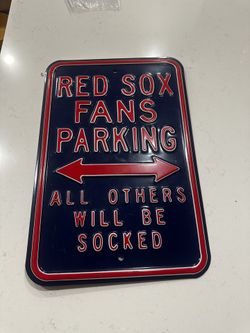 RED SOX
FANS
PARKING
ALL OTHERS
WILL BE
SOCKED